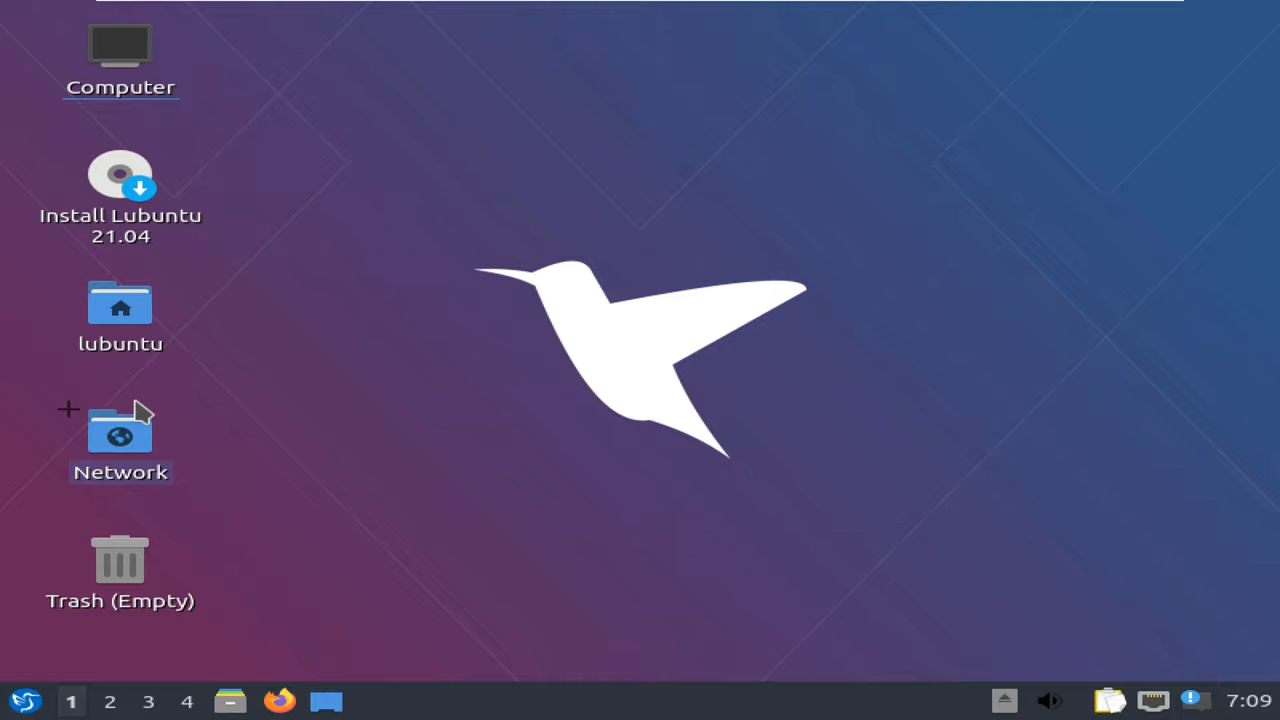 Computer
Install Lubuntu
21.04
lubuntu
Network
Trash (Empty)
1 2 3 4
7:09